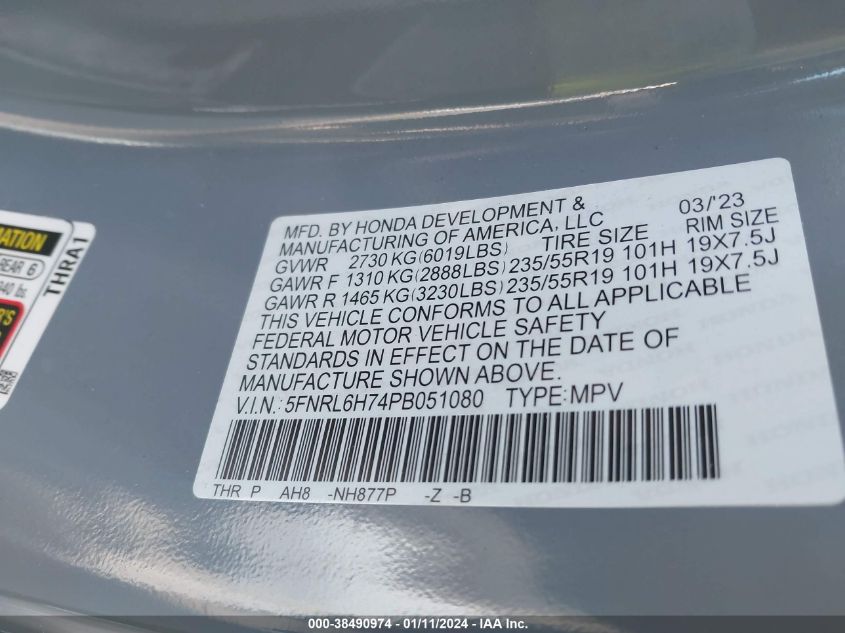 MATION
REAR 6
THRA1
MFD. BY HONDA DEVELOPMENT & 03/'23
MANUFACTURING OF AMERICA, LLC
GVWR 2730 KG(6019LBS) TIRE SIZE RIM SIZE
GAWR F 1310 KG(2888LBS) 235/55R19 101H 19X7.5J
GAWR R 1465 KG(3230LBS) 235/55R19 101H 19X7.5J
THIS VEHICLE CONFORMS TO ALL APPLICABLE
FEDERAL MOTOR VEHICLE SAFETY
STANDARDS IN EFFECT ON THE DATE OF
MANUFACTURE SHOWN ABOVE.
V.I.N.: 5FNRL6H74PB051080 TYPE:MPV
THR P AH8 -NH877P -Z -B
000-38490974 / 01/11/2024 - IAA Inc.